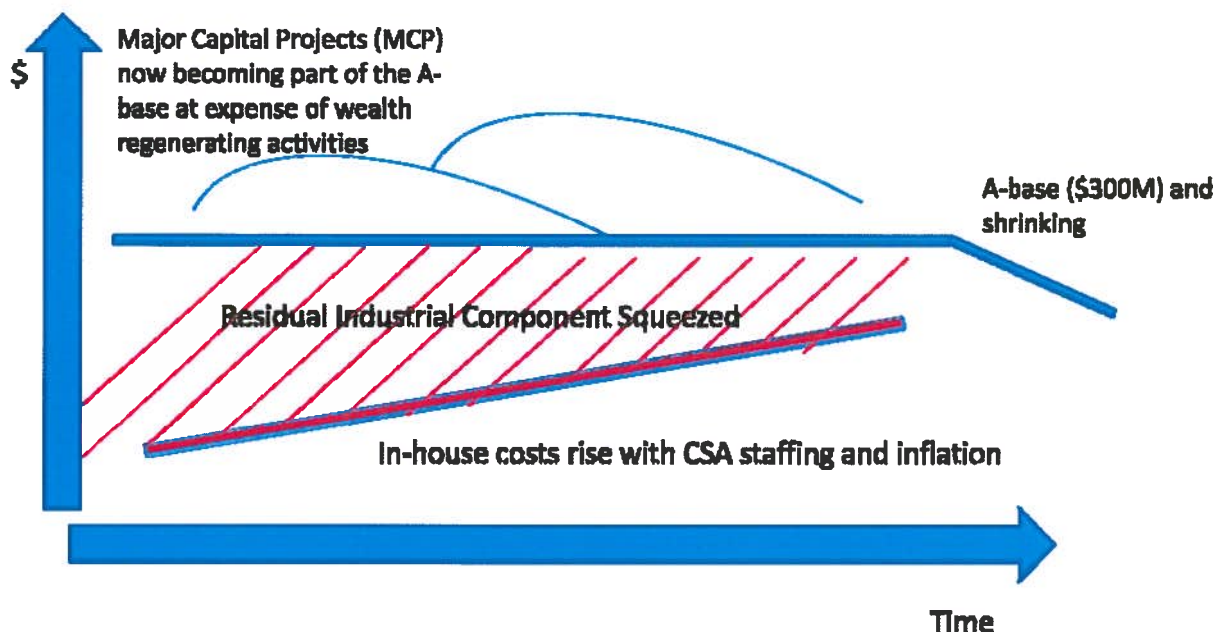 Major Capital Projects (MCP)
$
now becoming part of the A-
base at expense of wealth
regenerating activities
A-base ($300M) and
shrinking
Residual Industrial Component Squeezed
In-house costs rise with CSA staffing and inflation
Time